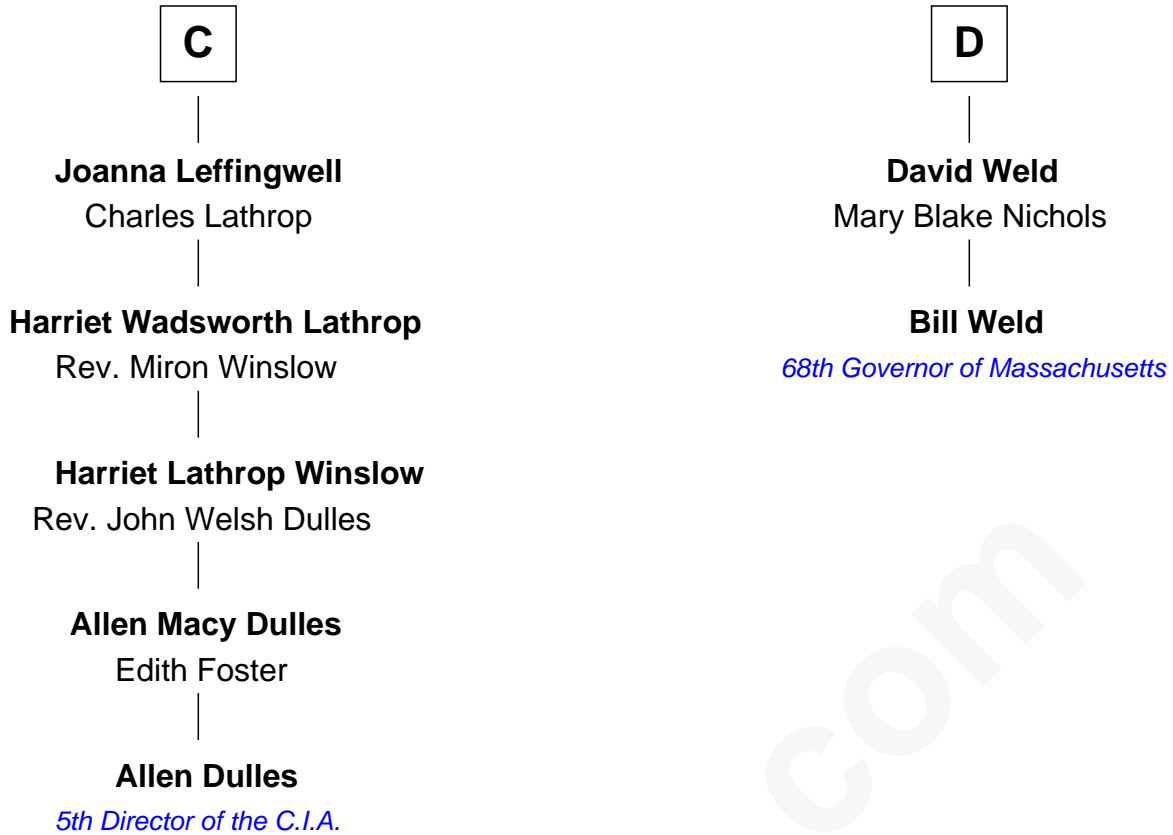 C
Joanna Leffingwell
Charles Lathrop
Harriet Wadsworth Lathrop
Rev. Miron Winslow
Harriet Lathrop Winslow
Rev. John Welsh Dulles
Allen Macy Dulles
Edith Foster
Allen Dulles
5th Director of the C.I.A.
D
David Weld
Mary Blake Nichols
Bill Weld
68th Governor of Massachusetts
com